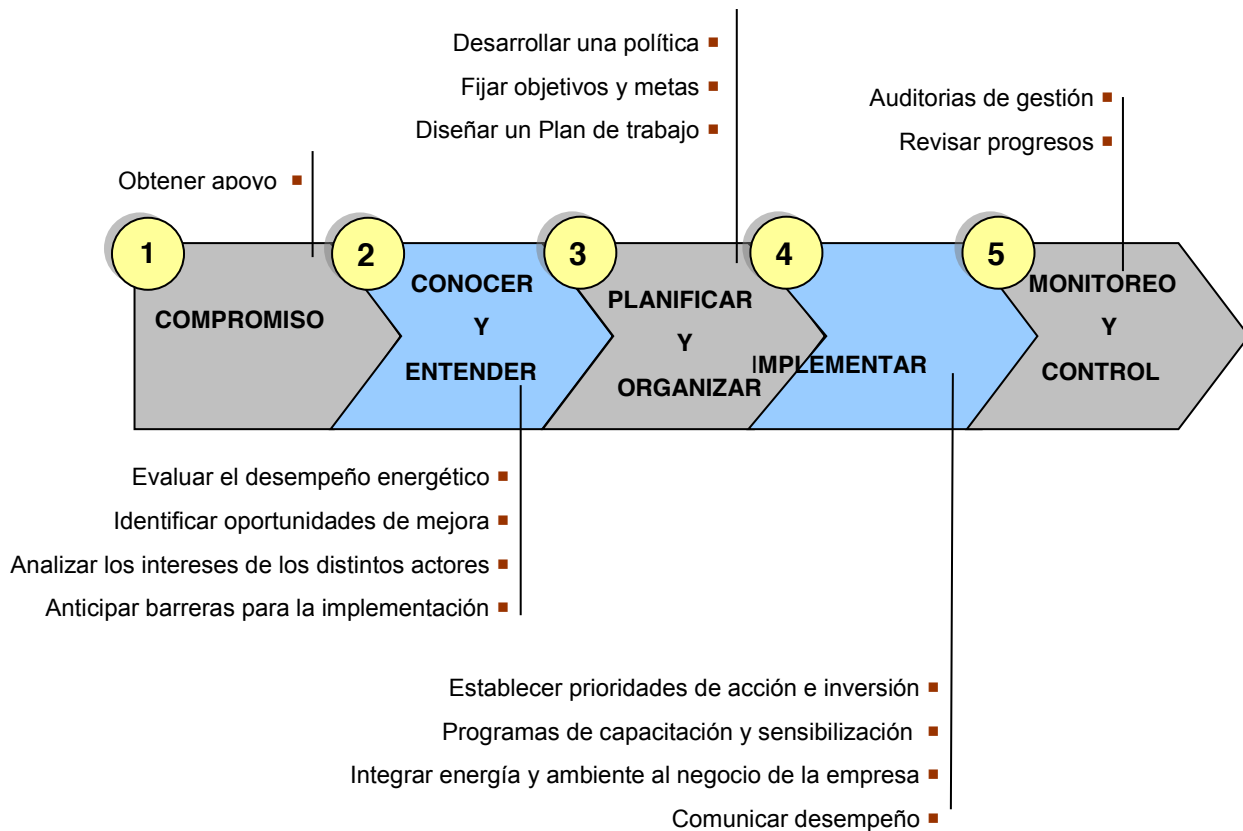 Desarrollar una política
Fijar objetivos y metas
Diseñar un Plan de trabajo
Auditorias de gestión
Revisar progresos
Obtener apoyo
1
2
3
4
5
COMPROMISO
CONOCER
Y
ENTENDER
PLANIFICAR
Y
ORGANIZAR
IMPLEMENTAR
MONITOREO
Y
CONTROL
Evaluar el desempeño energético
Identificar oportunidades de mejora
Analizar los intereses de los distintos actores
Anticipar barreras para la implementación
Establecer prioridades de acción e inversión
Programas de capacitación y sensibilización
Integrar energía y ambiente al negocio de la empresa
Comunicar desempeño